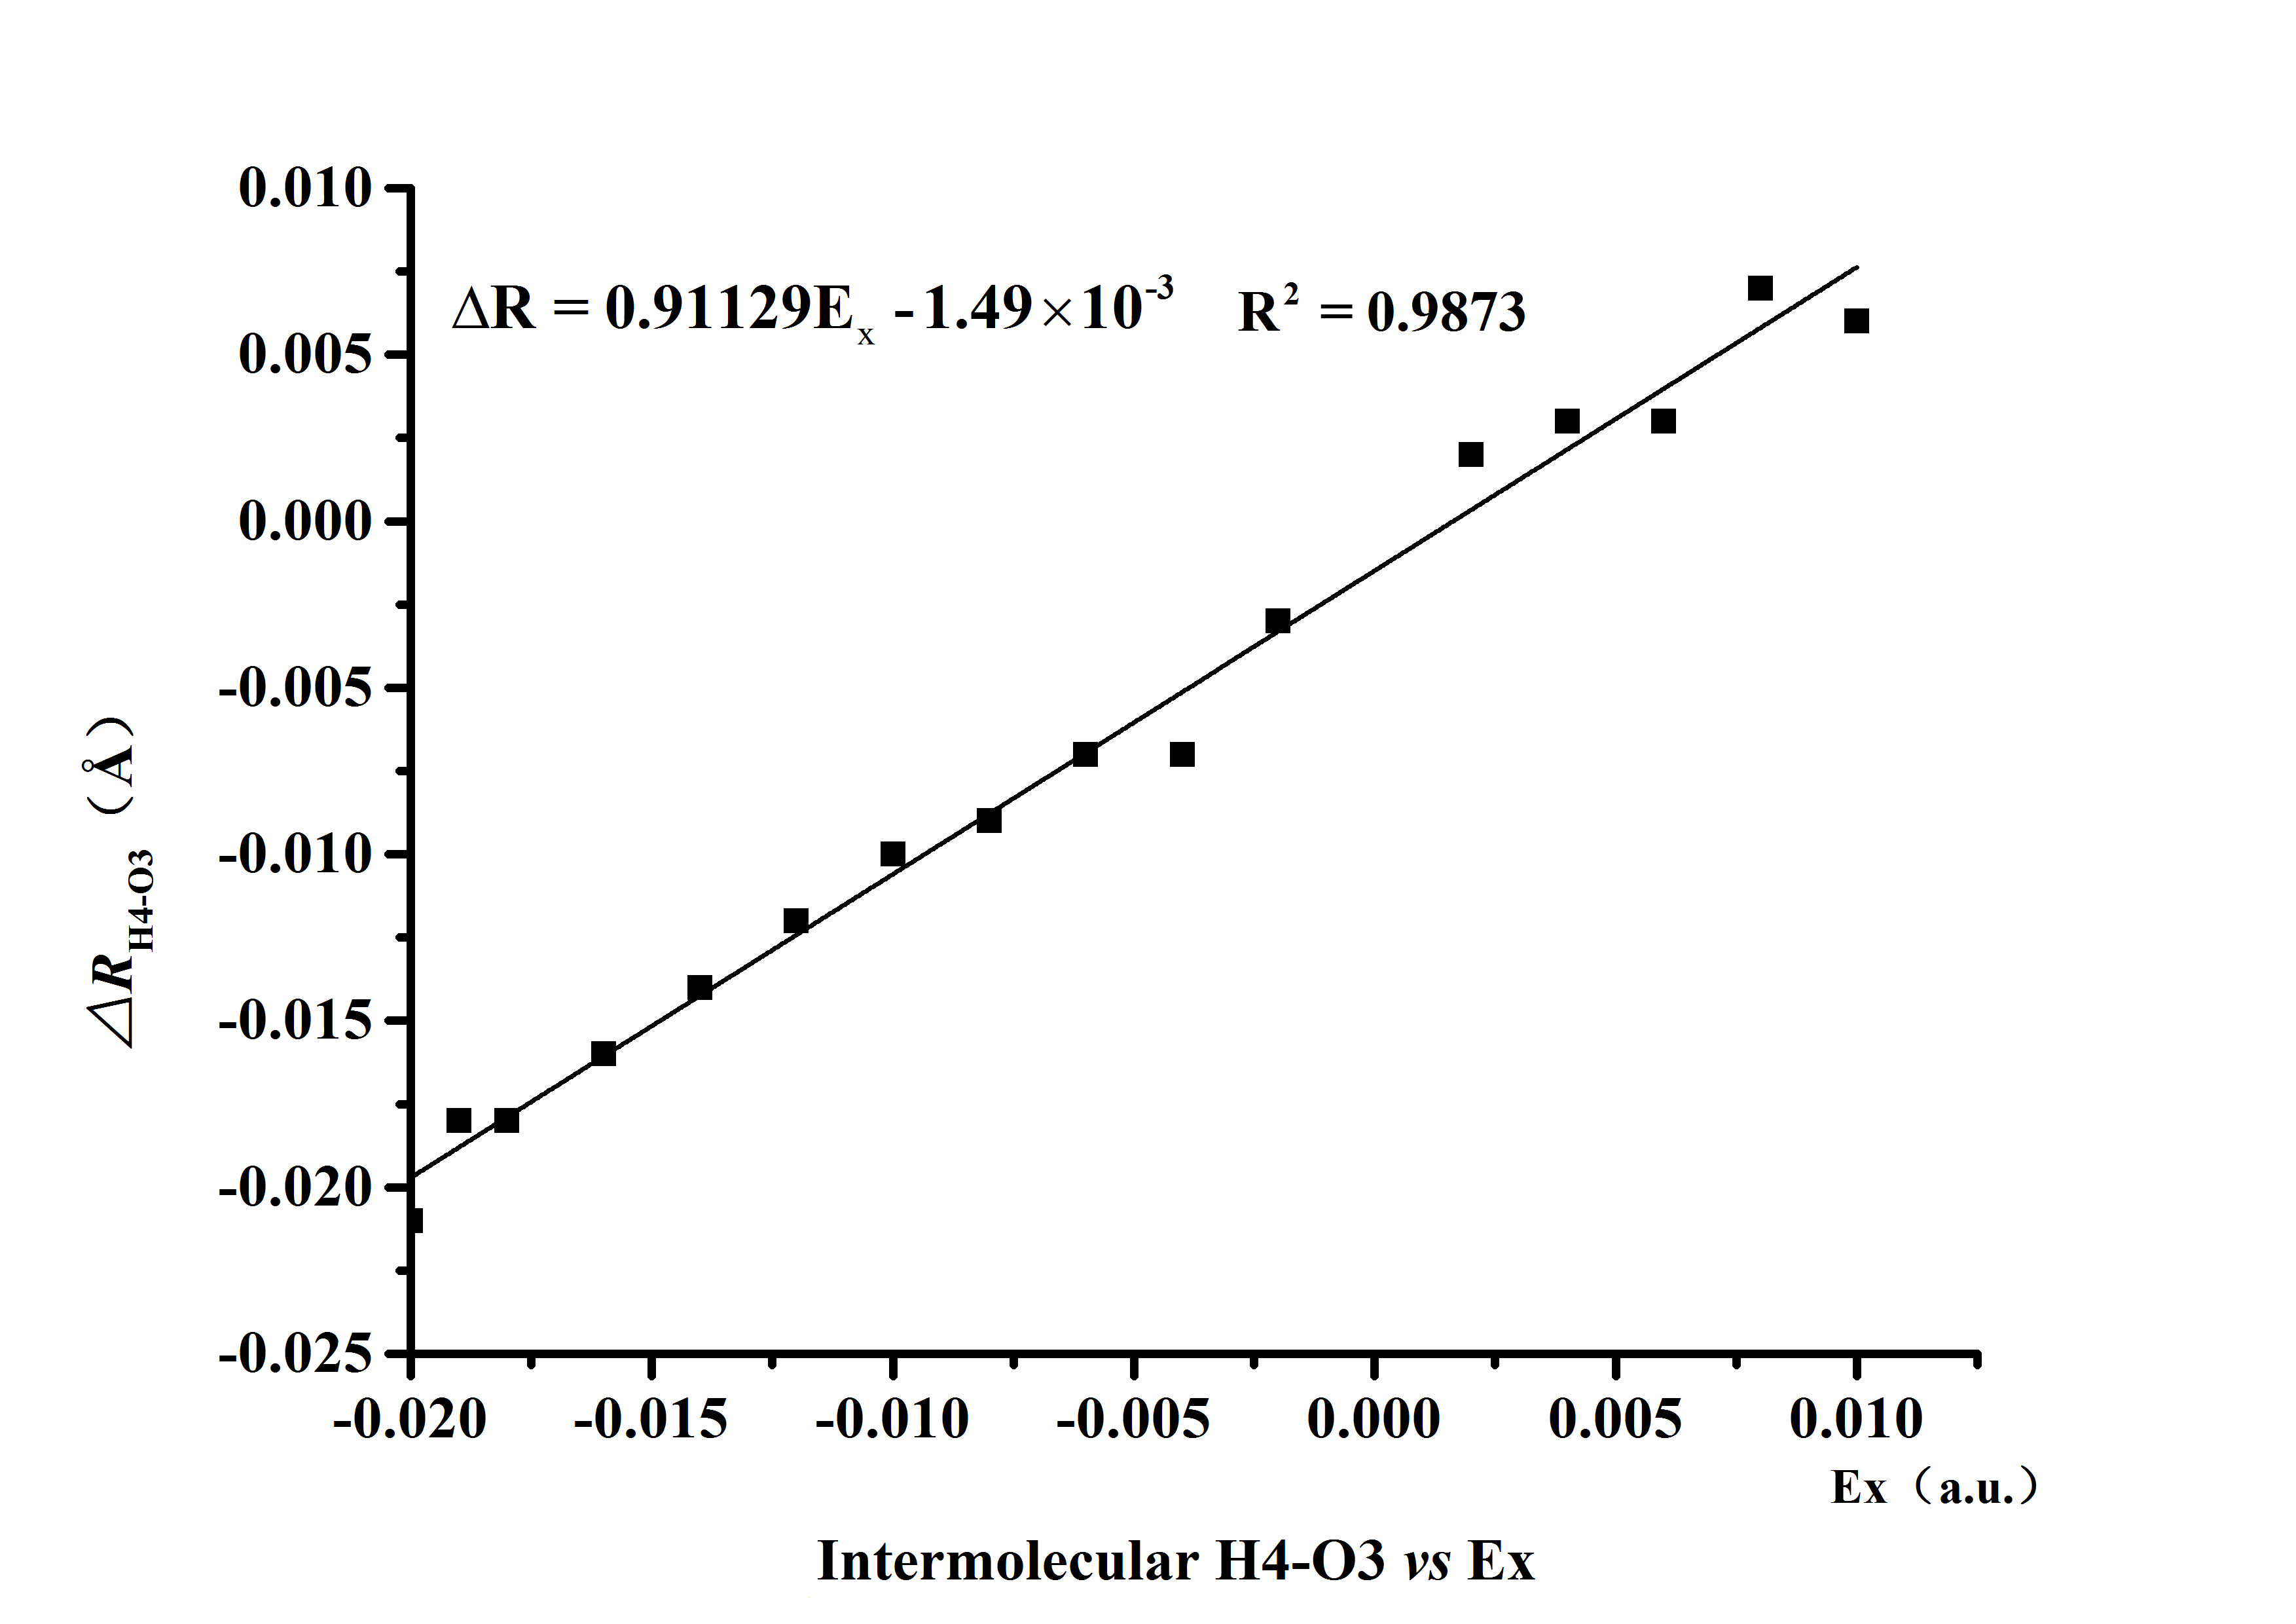 0.010
ΔR = 0.91129Eₓ - 1.49×10⁻³ R² = 0.9873
0.005
0.000
-0.005
-0.010
-0.015
-0.020
-0.025
△R_H4-O3（Å）
-0.020 -0.015 -0.010 -0.005 0.000 0.005 0.010
Ex（a.u.）
Intermolecular H4-O3 vs Ex